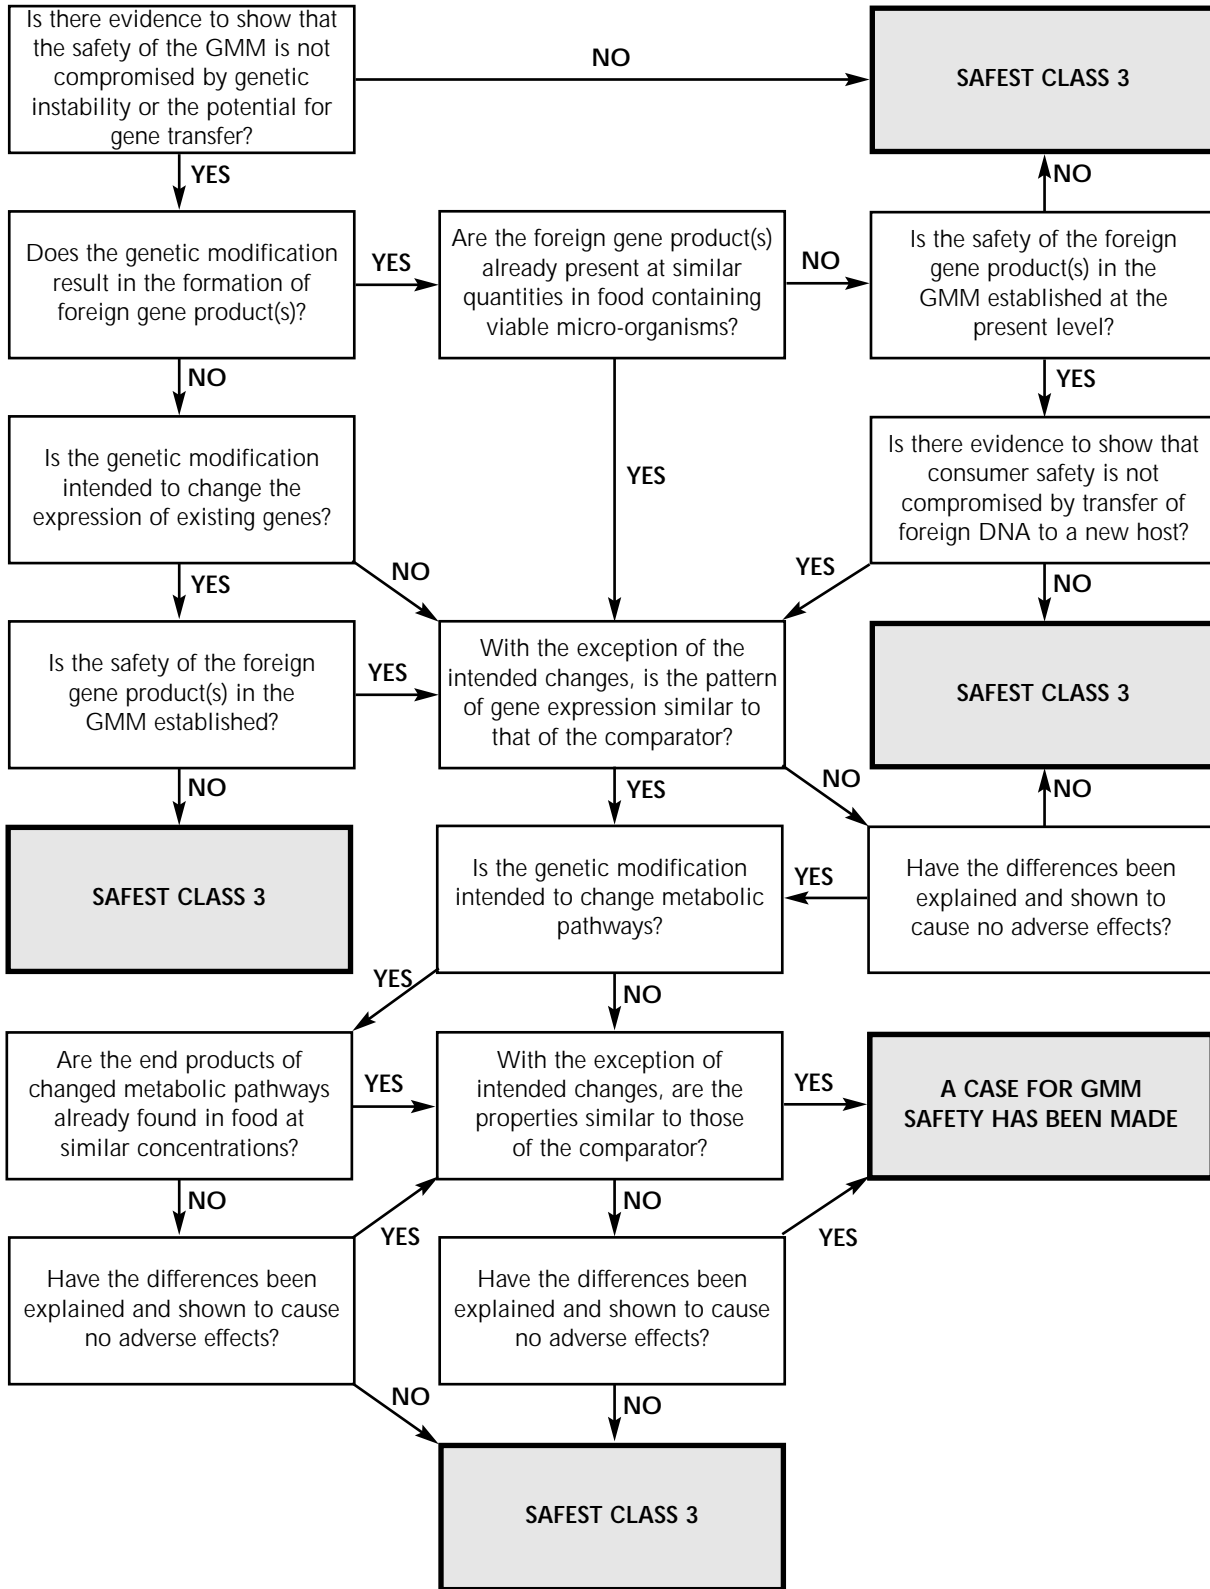 Is there evidence to show that
the safety of the GMM is not
compromised by genetic
instability or the potential for
gene transfer?
NO
SAFEST CLASS 3
YES
NO
Does the genetic modification
result in the formation of
foreign gene product(s)?
YES
Are the foreign gene product(s)
already present at similar
quantities in food containing
viable micro-organisms?
NO
Is the safety of the foreign
gene product(s) in the
GMM established at the
present level?
NO
YES
YES
Is the genetic modification
intended to change the
expression of existing genes?
Is there evidence to show that
consumer safety is not
compromised by transfer of
foreign DNA to a new host?
YES
NO
YES
NO
Is the safety of the foreign
gene product(s) in the
GMM established?
YES
With the exception of the
intended changes, is the pattern
of gene expression similar to
that of the comparator?
SAFEST CLASS 3
NO
YES
NO
NO
SAFEST CLASS 3
Is the genetic modification
intended to change metabolic
pathways?
YES
Have the differences been
explained and shown to
cause no adverse effects?
YES
NO
Are the end products of
changed metabolic pathways
already found in food at
similar concentrations?
YES
With the exception of
intended changes, are the
properties similar to those
of the comparator?
YES
A CASE FOR GMM
SAFETY HAS BEEN MADE
NO
YES
NO
YES
Have the differences been
explained and shown to cause
no adverse effects?
Have the differences been
explained and shown to cause
no adverse effects?
NO
NO
SAFEST CLASS 3